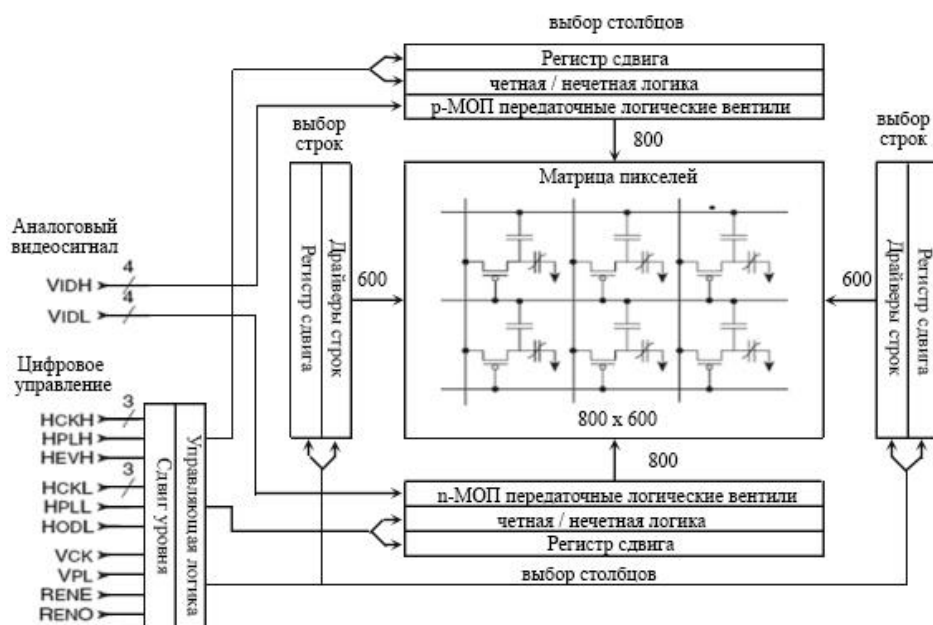 выбор столбцов
Регистр сдвига
четная / нечетная логика
р-МОП передаточные логические вентили
800
выбор
строк
Регистр сдвига
Драйверы строк
600
Матрица пикселей
800 x 600
выбор
строк
Драйверы строк
Регистр сдвига
600
Аналоговый
видеосигнал
VIDH
4
VIDL
4
Цифровое
управление
HCKH
3
HPLH
HEVH
HCKL
3
HPLL
HODL
VCK
VPL
RENE
RENO
Сдвиг уровня
Управляющая логика
800
n-МОП передаточные логические вентили
четная / нечетная логика
Регистр сдвига
выбор столбцов